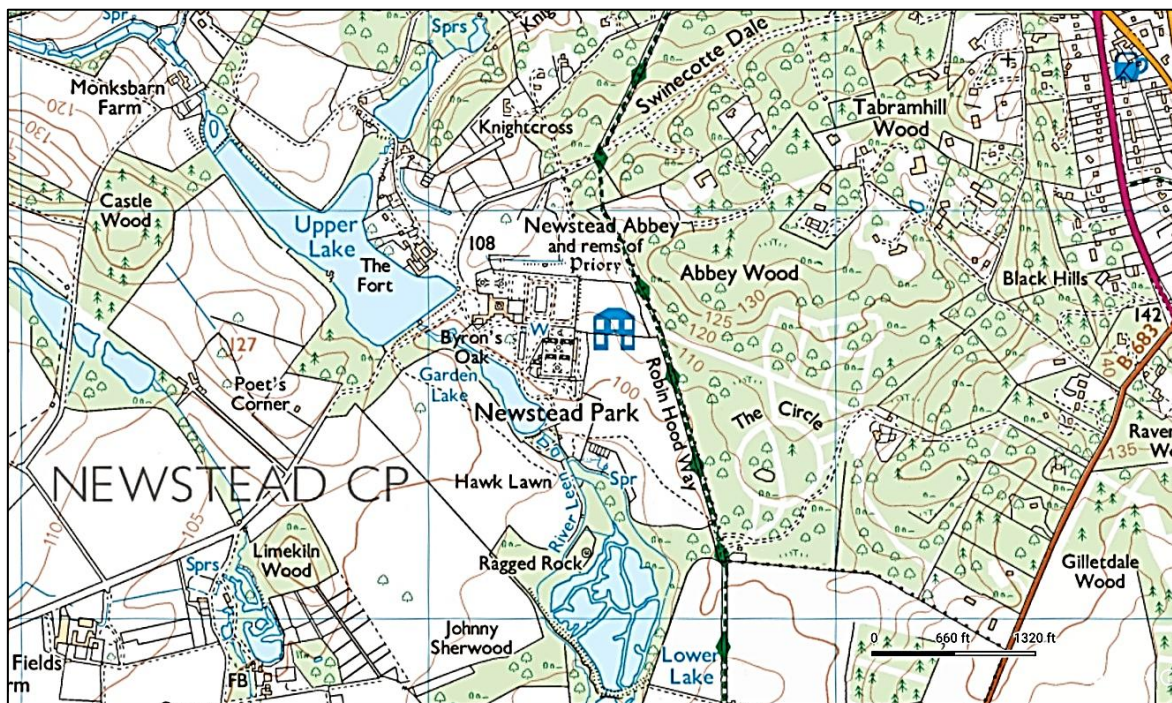 Spr
Sprs
Kni
Swinecotte Dale
Monksbarn
Farm
120
130
Knightcross
Tabramhill
Wood
Castle
Wood
Upper
Lake
The
Fort
108
Newstead Abbey
and rems of
Priory
Abbey Wood
Black Hills
130
125
120
110
142
140
B 683
127
Byron's
Oak
W
Garden
Lake
Poet's
Corner
100
Newstead Park
Robin Hood Way
The Circle
Raven
135
NEWSTEAD CP
Hawk Lawn
River Leen
Spr
110
105
Limekiln
Wood
Sprs
Ragged Rock
Gilletdale
Wood
Johnny
Sherwood
0 660 ft 1320 ft
Fields
rm
FB
Lower
Lake